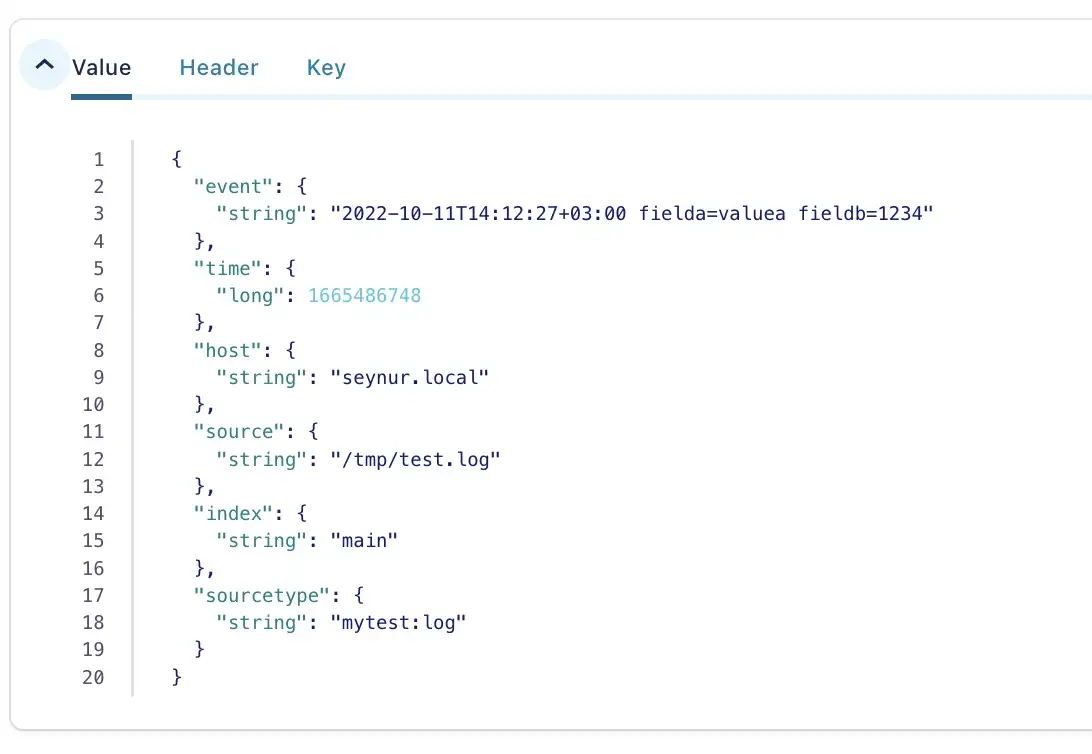 Value Header Key
1 {
2 "event": {
3 "string": "2022-10-11T14:12:27+03:00 fielda=valuea fieldb=1234"
4 },
5 "time": {
6 "long": 1665486748
7 },
8 "host": {
9 "string": "seynur.local"
10 },
11 "source": {
12 "string": "/tmp/test.log"
13 },
14 "index": {
15 "string": "main"
16 },
17 "sourcetype": {
18 "string": "mytest:log"
19 }
20 }